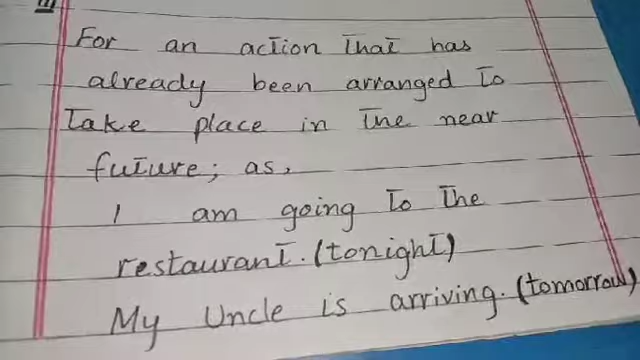 For an action that has
already been arranged to
take place in the near
future; as,
I am going to the
restaurant. (tonight)
My Uncle is arriving. (tomorrow)